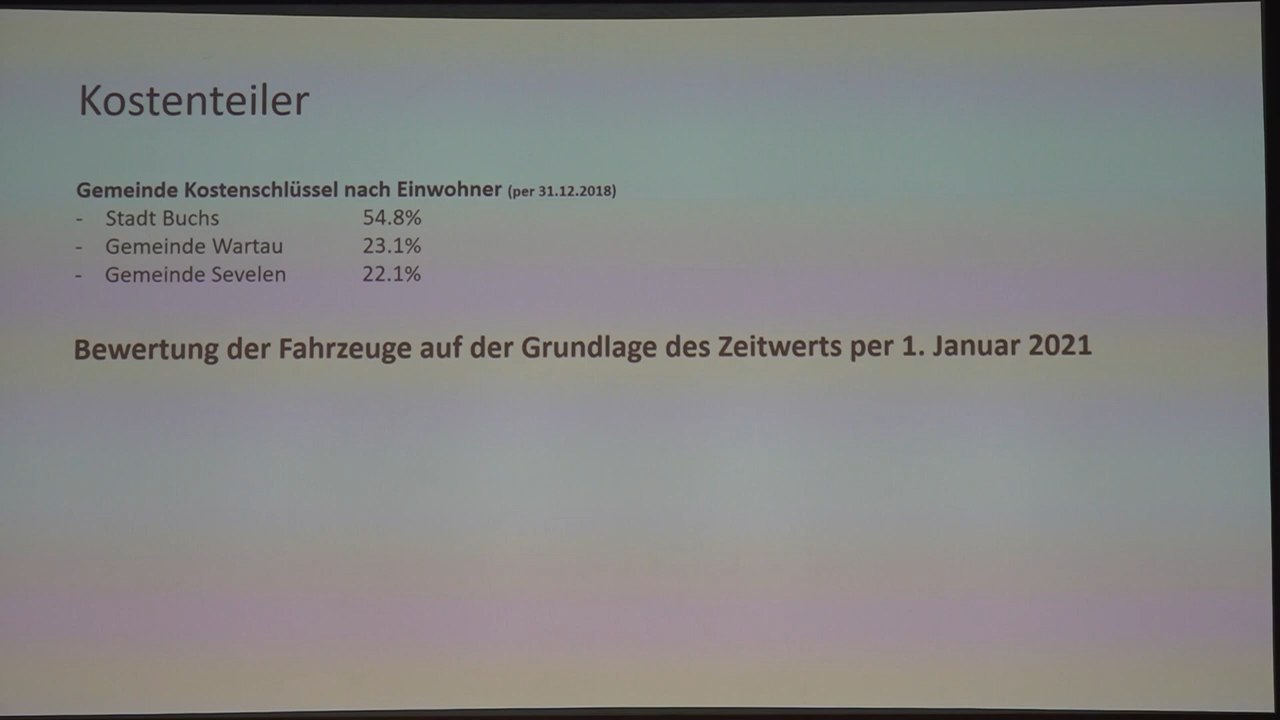 Kostenteiler
Gemeinde Kostenschlüssel nach Einwohner (per 31.12.2018)
- Stadt Buchs 54.8%
- Gemeinde Wartau 23.1%
- Gemeinde Sevelen 22.1%
Bewertung der Fahrzeuge auf der Grundlage des Zeitwerts per 1. Januar 2021